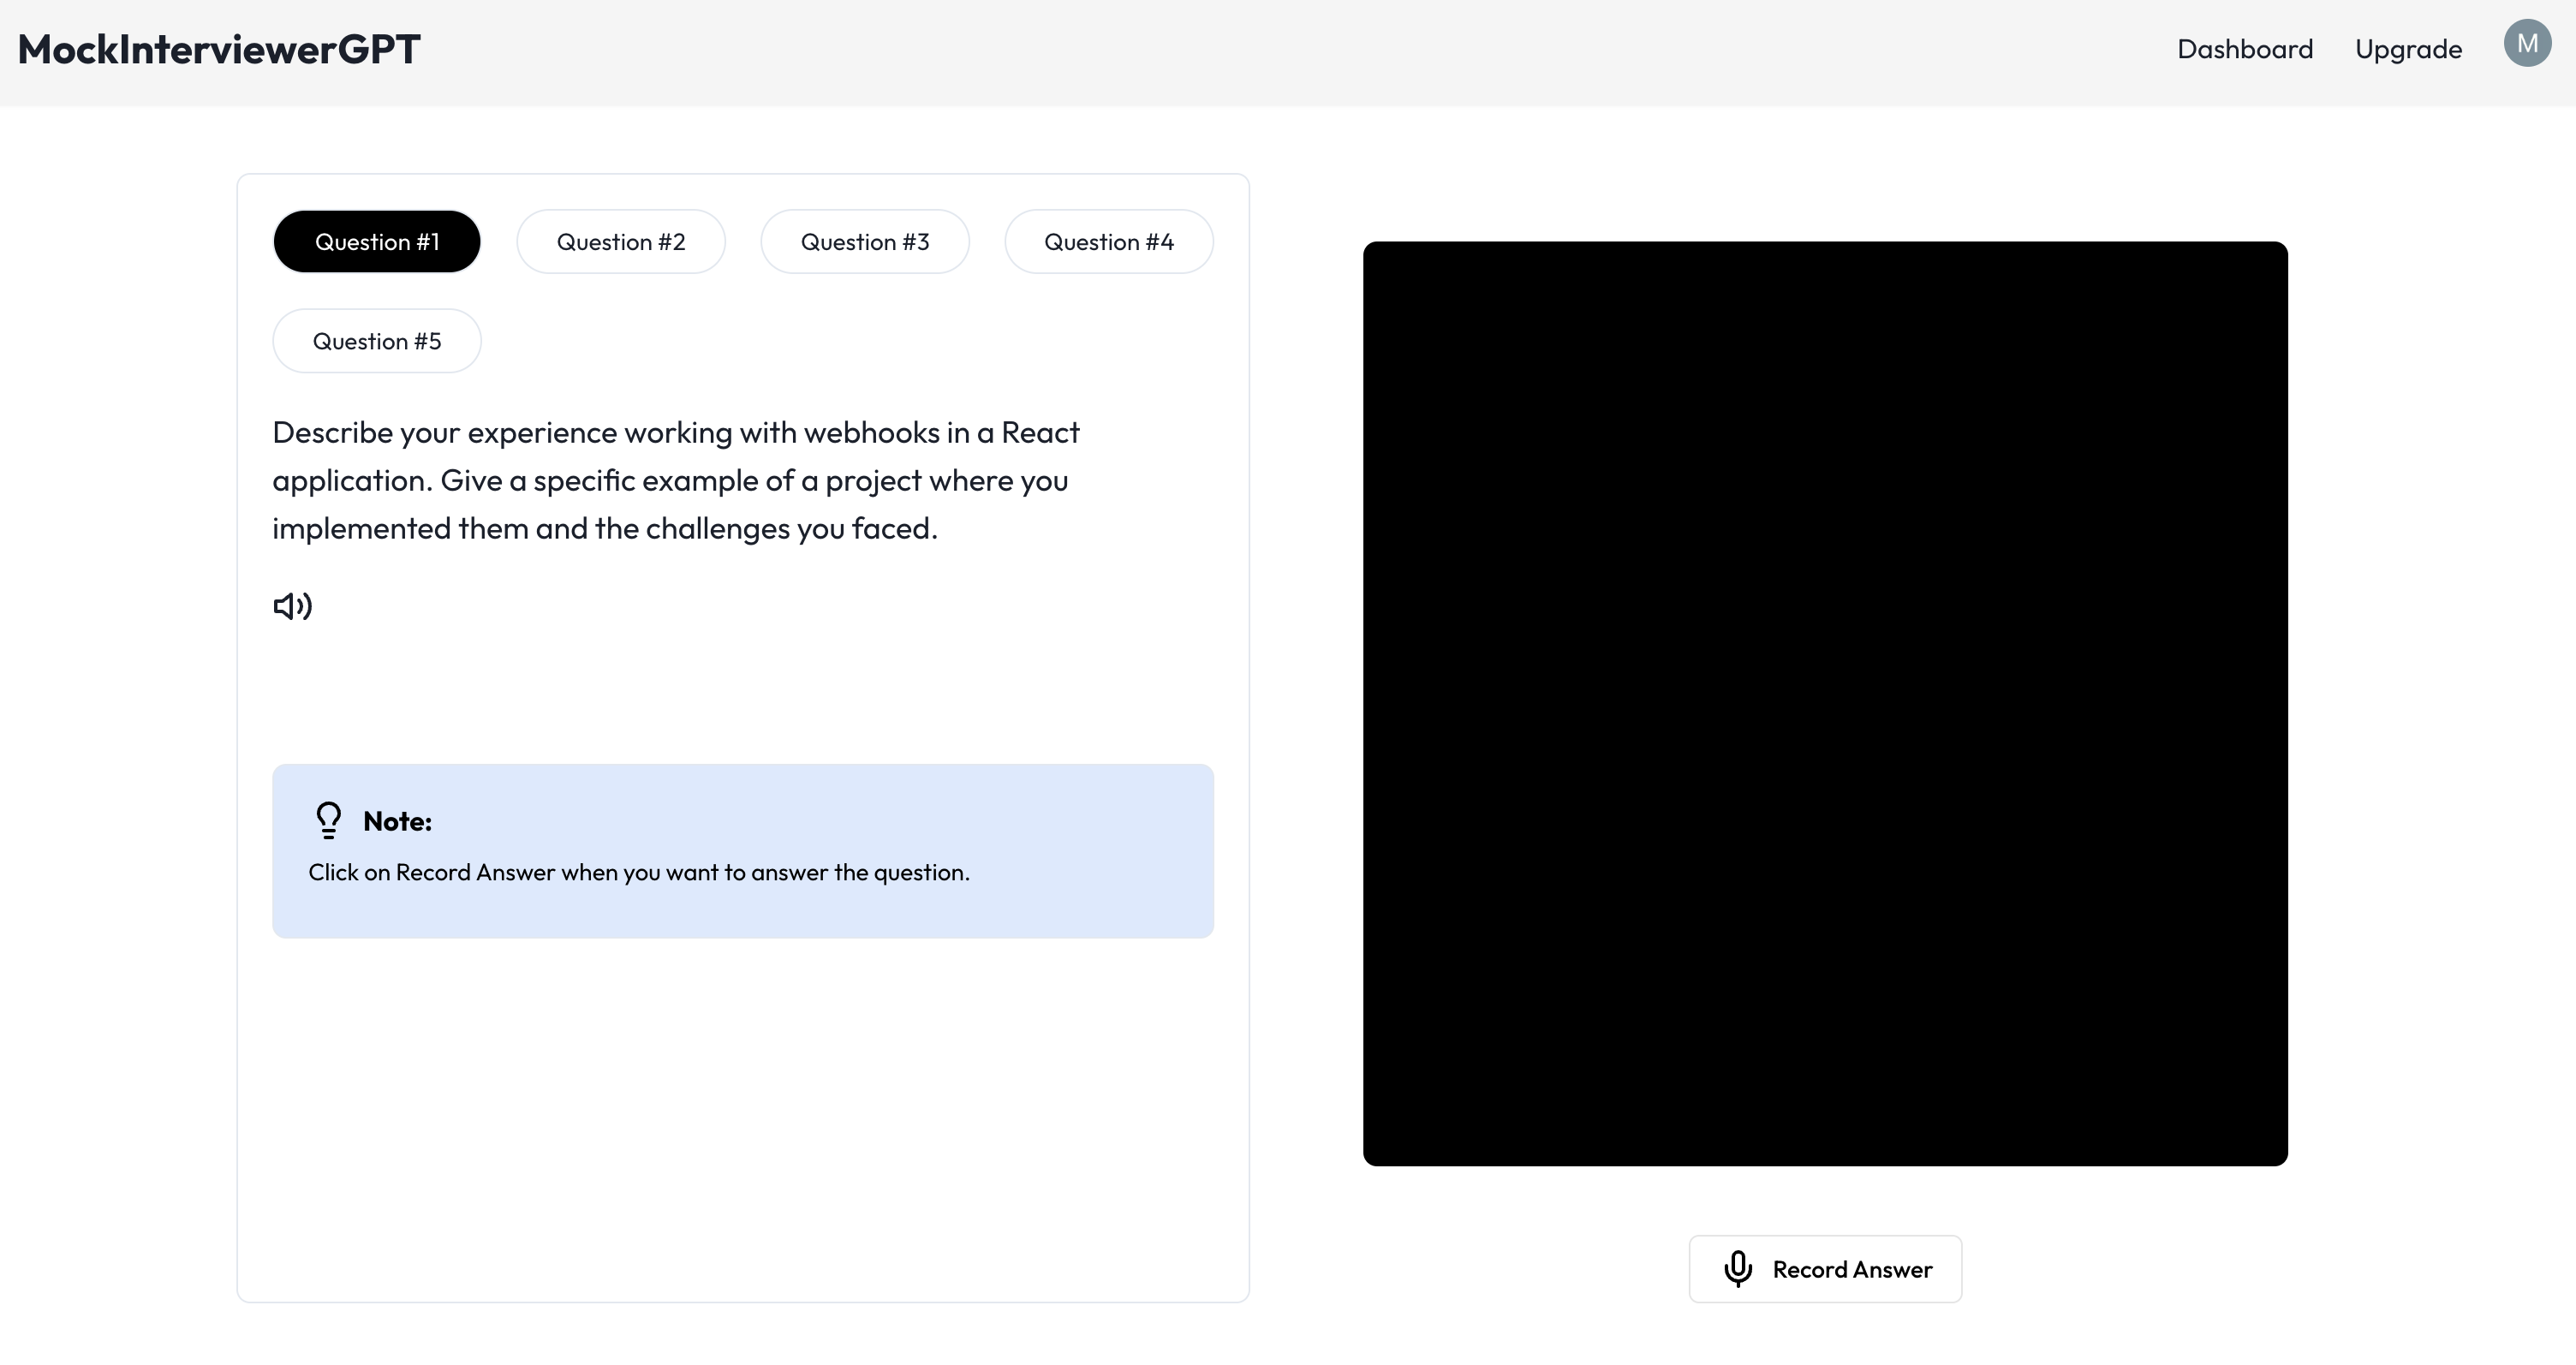 MockInterviewerGPT
Dashboard
Upgrade
M
Question #1
Question #2
Question #3
Question #4
Question #5
Describe your experience working with webhooks in a React
application. Give a specific example of a project where you
implemented them and the challenges you faced.
Note:
Click on Record Answer when you want to answer the question.
Record Answer